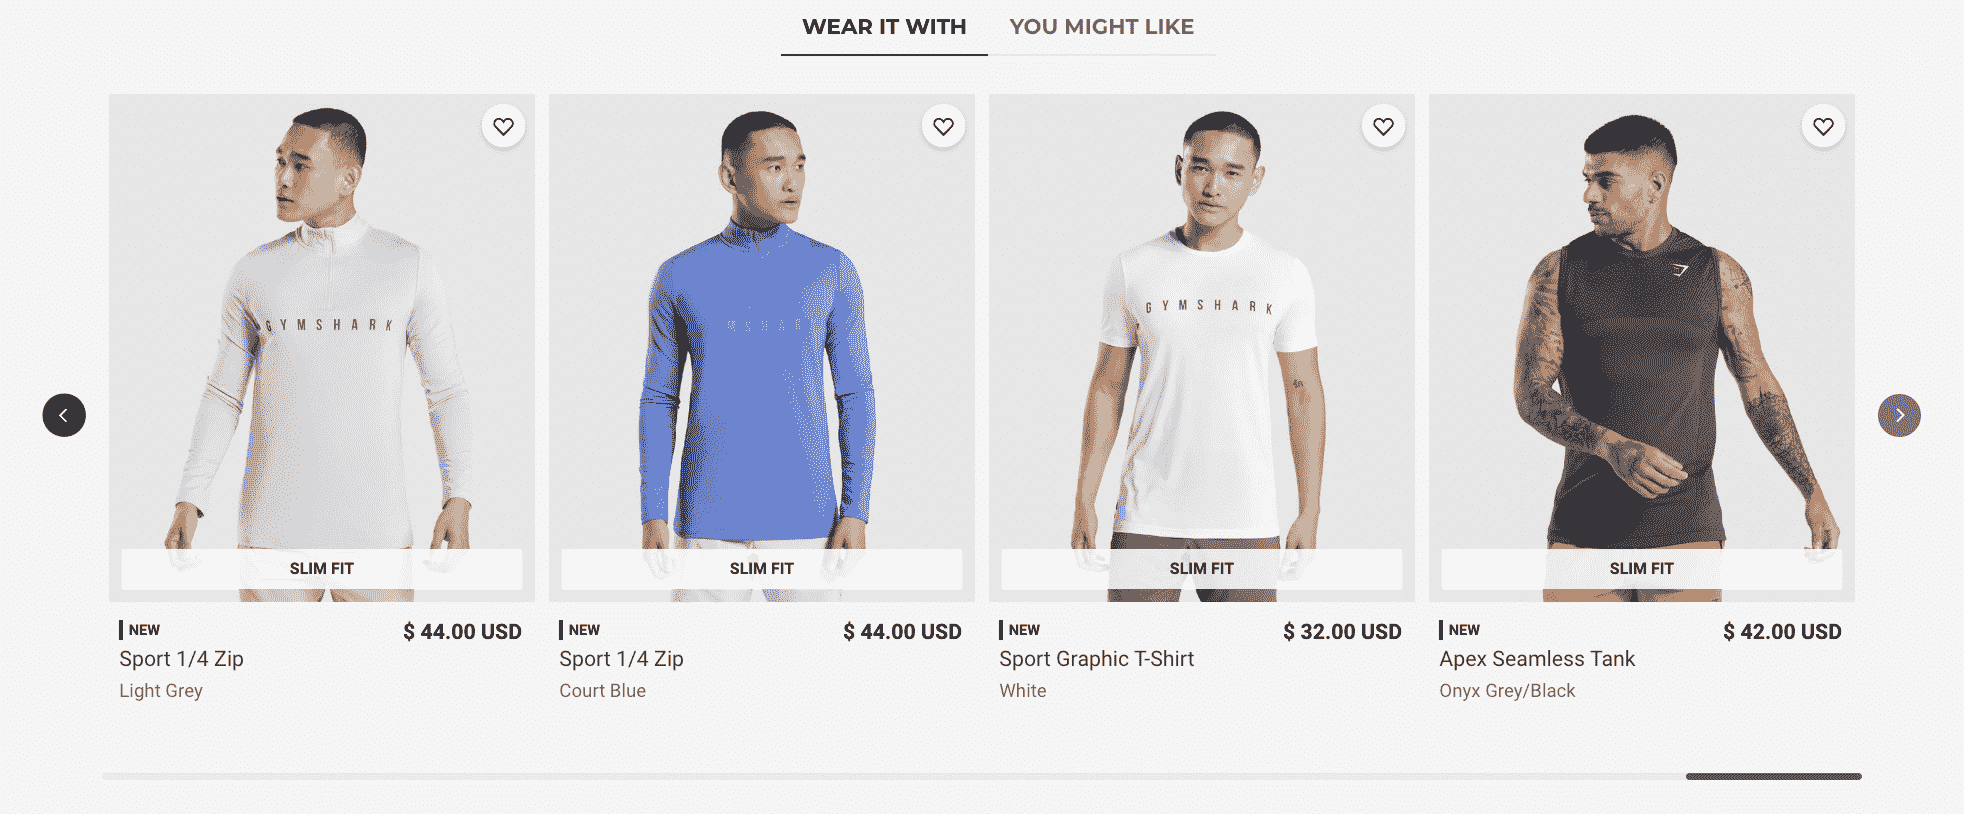 WEAR IT WITH YOU MIGHT LIKE
GYMSHARK
GYMSHARK
SLIM FIT
SLIM FIT
SLIM FIT
SLIM FIT
NEW $ 44.00 USD
Sport 1/4 Zip
Light Grey
NEW $ 44.00 USD
Sport 1/4 Zip
Court Blue
NEW $ 32.00 USD
Sport Graphic T-Shirt
White
NEW $ 42.00 USD
Apex Seamless Tank
Onyx Grey/Black